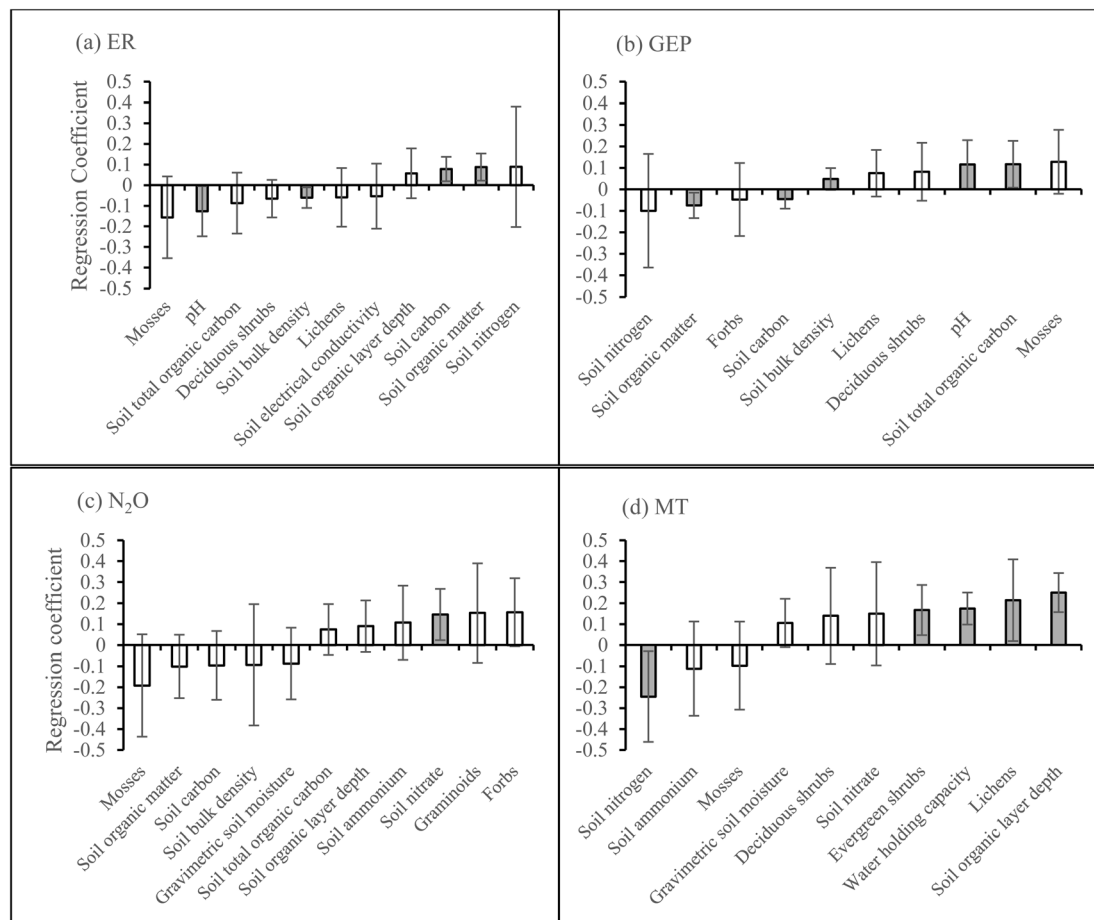 (a) ER
Regression Coefficient
0.5
0.4
0.3
0.2
0.1
0
-0.1
-0.2
-0.3
-0.4
-0.5
Mosses
pH
Soil total organic carbon
Deciduous shrubs
Soil bulk density
Lichens
Soil electrical conductivity
Soil organic layer depth
Soil carbon
Soil organic matter
Soil nitrogen
(b) GEP
0.5
0.4
0.3
0.2
0.1
0
-0.1
-0.2
-0.3
-0.4
-0.5
Soil nitrogen
Soil organic matter
Forbs
Soil carbon
Soil bulk density
Lichens
Deciduous shrubs
pH
Soil total organic carbon
Mosses
(c) N₂O
Regression coefficient
0.5
0.4
0.3
0.2
0.1
0
-0.1
-0.2
-0.3
-0.4
-0.5
Mosses
Soil organic matter
Soil carbon
Soil bulk density
Gravimetric soil moisture
Soil total organic carbon
Soil organic layer depth
Soil ammonium
Soil nitrate
Graminoids
Forbs
(d) MT
0.5
0.4
0.3
0.2
0.1
0
-0.1
-0.2
-0.3
-0.4
-0.5
Soil nitrogen
Soil ammonium
Mosses
Gravimetric soil moisture
Deciduous shrubs
Soil nitrate
Evergreen shrubs
Water holding capacity
Lichens
Soil organic layer depth